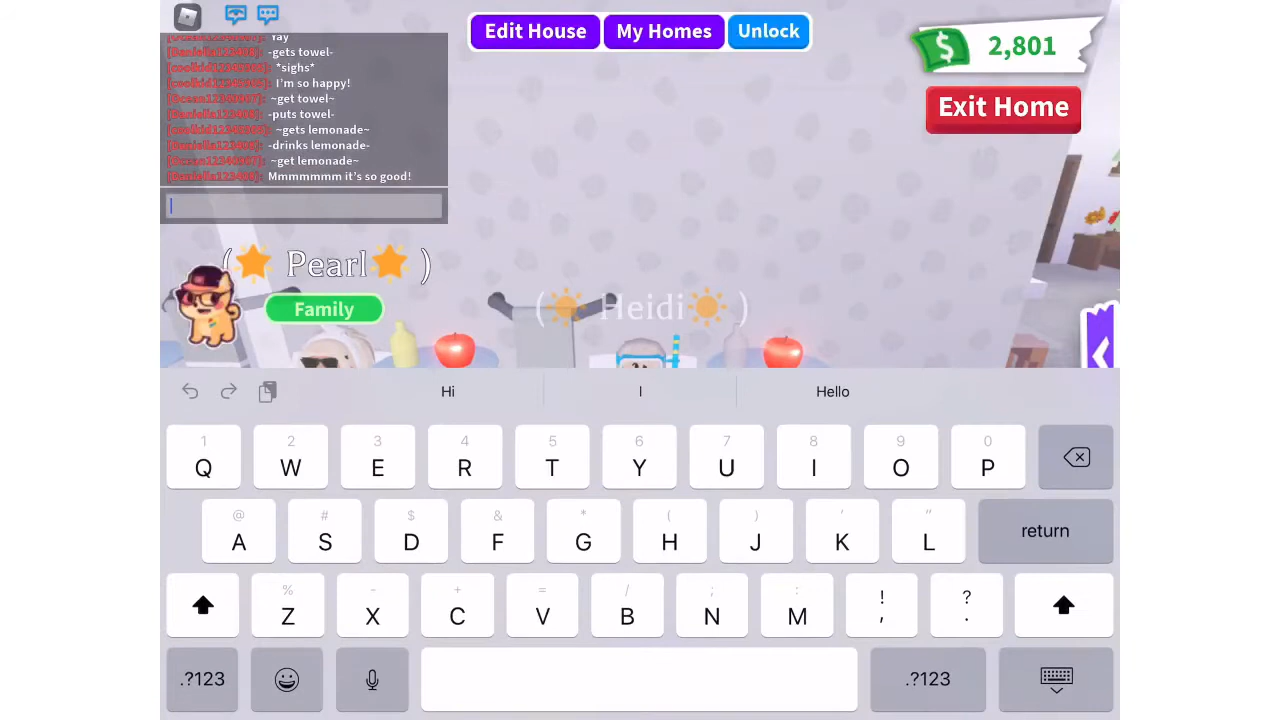 Edit House
My Homes
Unlock
2,801
Exit Home
Yay
-gets towel-
*sighs*
I'm so happy!
~get towel~
-puts towel-
~gets lemonade~
-drinks lemonade-
~get lemonade~
Mmmmmmm it's so good!
( Pearl )
Family
( Heidi )
Hi
I
Hello
1 2 3 4 5 6 7 8 9 0
Q W E R T Y U I O P
@ # $ & * ( ) ' "
A S D F G H J K L return
% - + = / ; : ! ?
Z X C V B N M , .
.?123
.?123